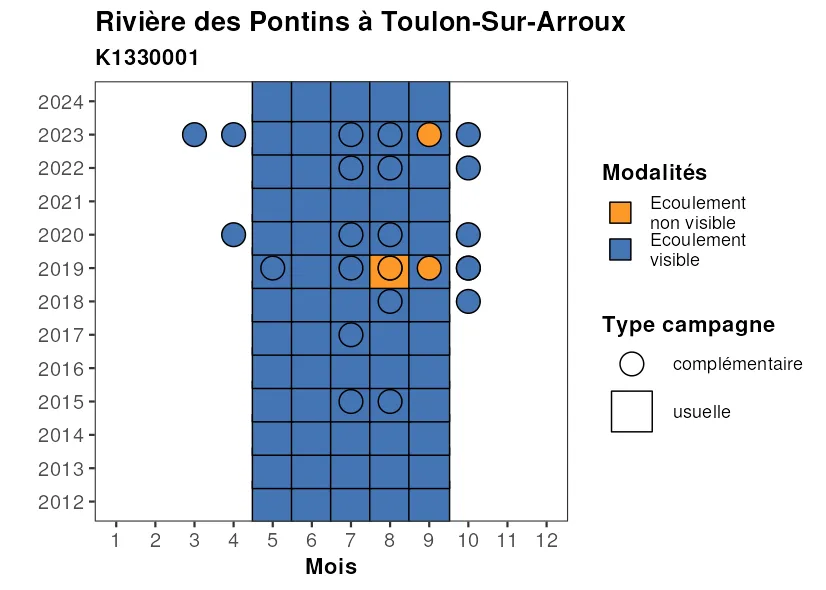 Rivière des Pontins à Toulon-Sur-Arroux
K1330001
2024
2023
2022
2021
2020
2019
2018
2017
2016
2015
2014
2013
2012
1 2 3 4 5 6 7 8 9 10 11 12
Mois
Modalités
Ecoulement
non visible
Ecoulement
visible
Type campagne
complémentaire
usuelle